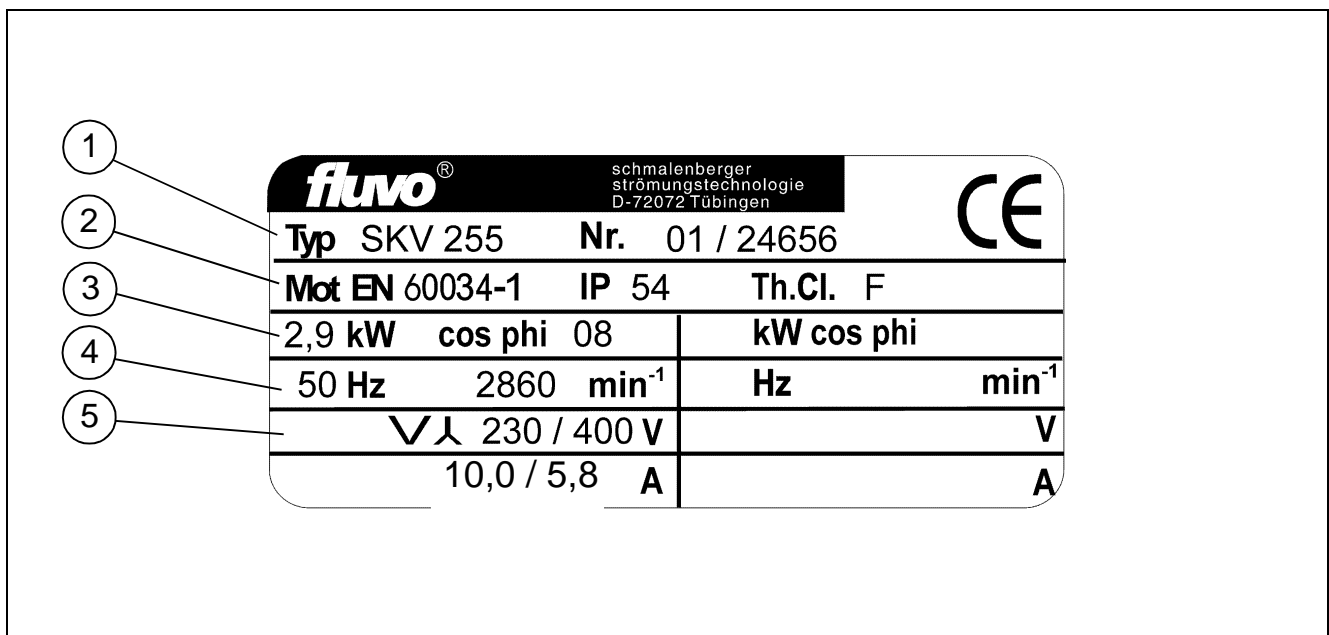 1
fluvo®
schmalenberger
strömungstechnologie
D-72072 Tübingen
CE
2
Typ SKV 255 Nr. 01 / 24656
3
Mot EN 60034-1 IP 54 Th.Cl. F
2,9 kW cos phi 08 kW cos phi
4
50 Hz 2860 min⁻¹ Hz min⁻¹
5
230 / 400 V V
10,0 / 5,8 A A